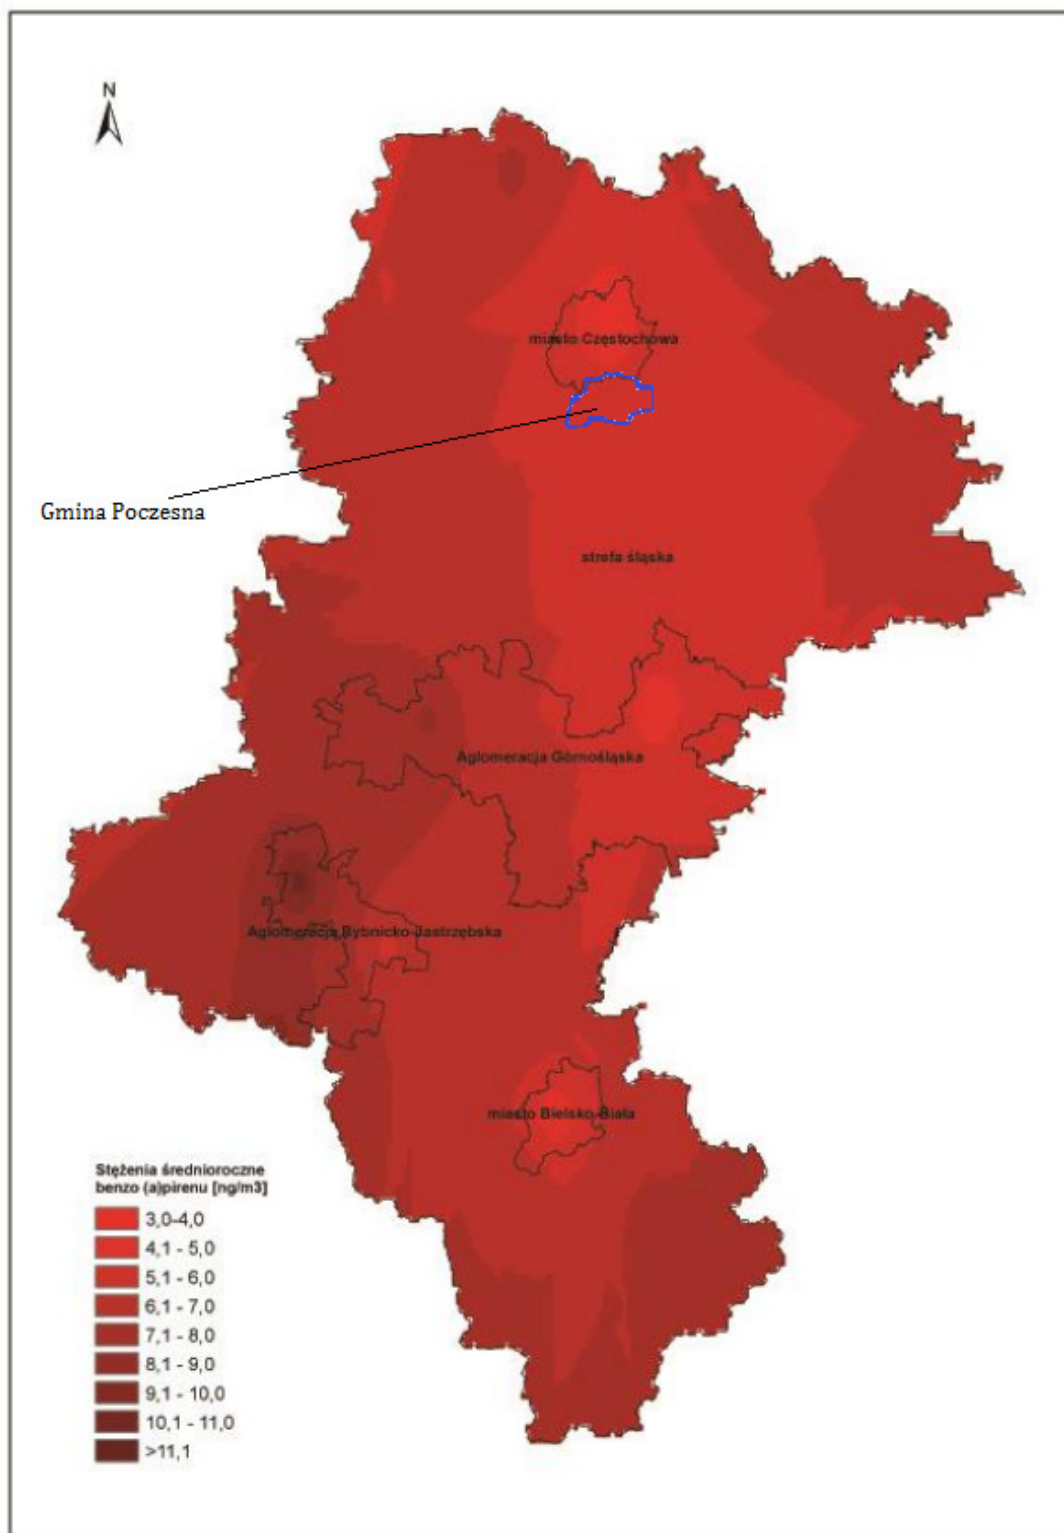 N
miasto Częstochowa
Gmina Poczesna
strefa śląska
Aglomeracja Górnośląska
Aglomeracja Rybnicko-Jastrzębska
miasto Bielsko-Biała
Stężenia średnioroczne
benzo (a)pirenu [ng/m3]
3,0-4,0
4,1 - 5,0
5,1 - 6,0
6,1 - 7,0
7,1 - 8,0
8,1 - 9,0
9,1 - 10,0
10,1 - 11,0
>11,1